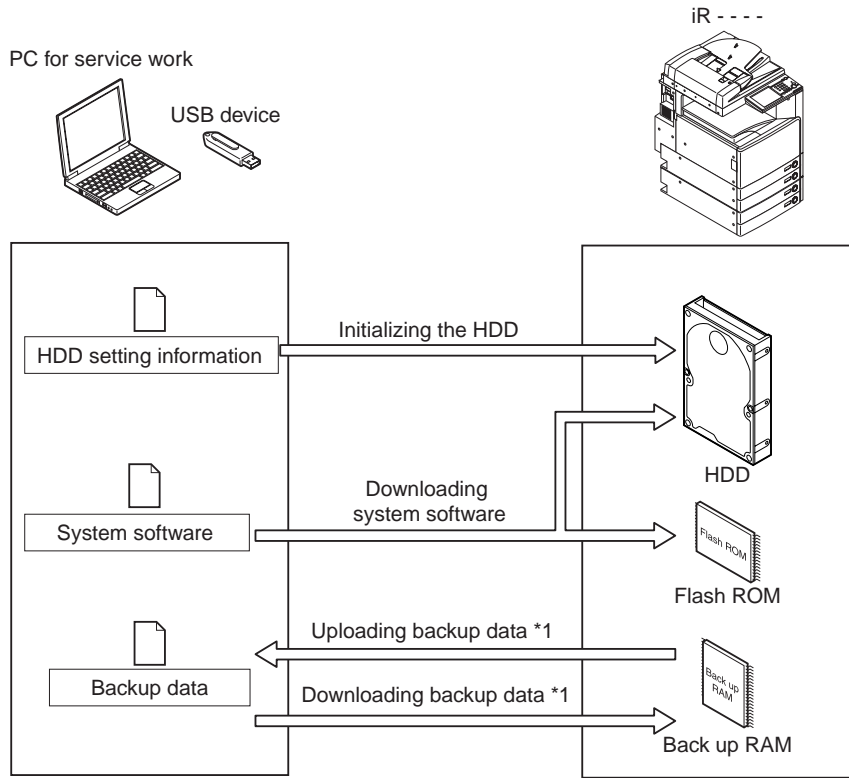 iR - - - -
PC for service work
USB device
Initializing the HDD
HDD setting information
HDD
Downloading
system software
System software
Flash ROM
Flash ROM
Uploading backup data *1
Backup data
Back up
RAM
Downloading backup data *1
Back up RAM